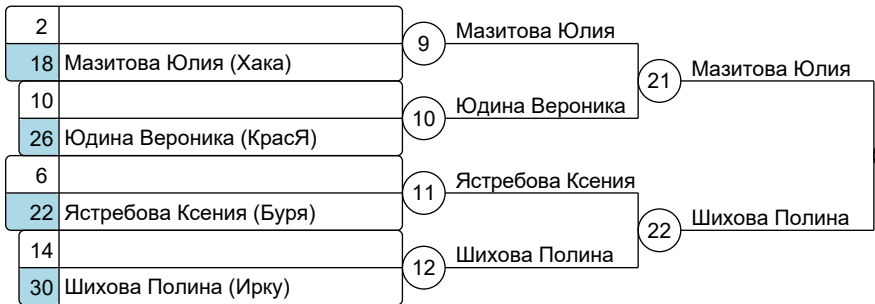 2
18 Мазитова Юлия (Хака)
9 Мазитова Юлия
10
26 Юдина Вероника (КрасЯ)
10 Юдина Вероника
21 Мазитова Юлия
6
22 Ястребова Ксения (Буря)
11 Ястребова Ксения
14
30 Шихова Полина (Ирку)
12 Шихова Полина
22 Шихова Полина